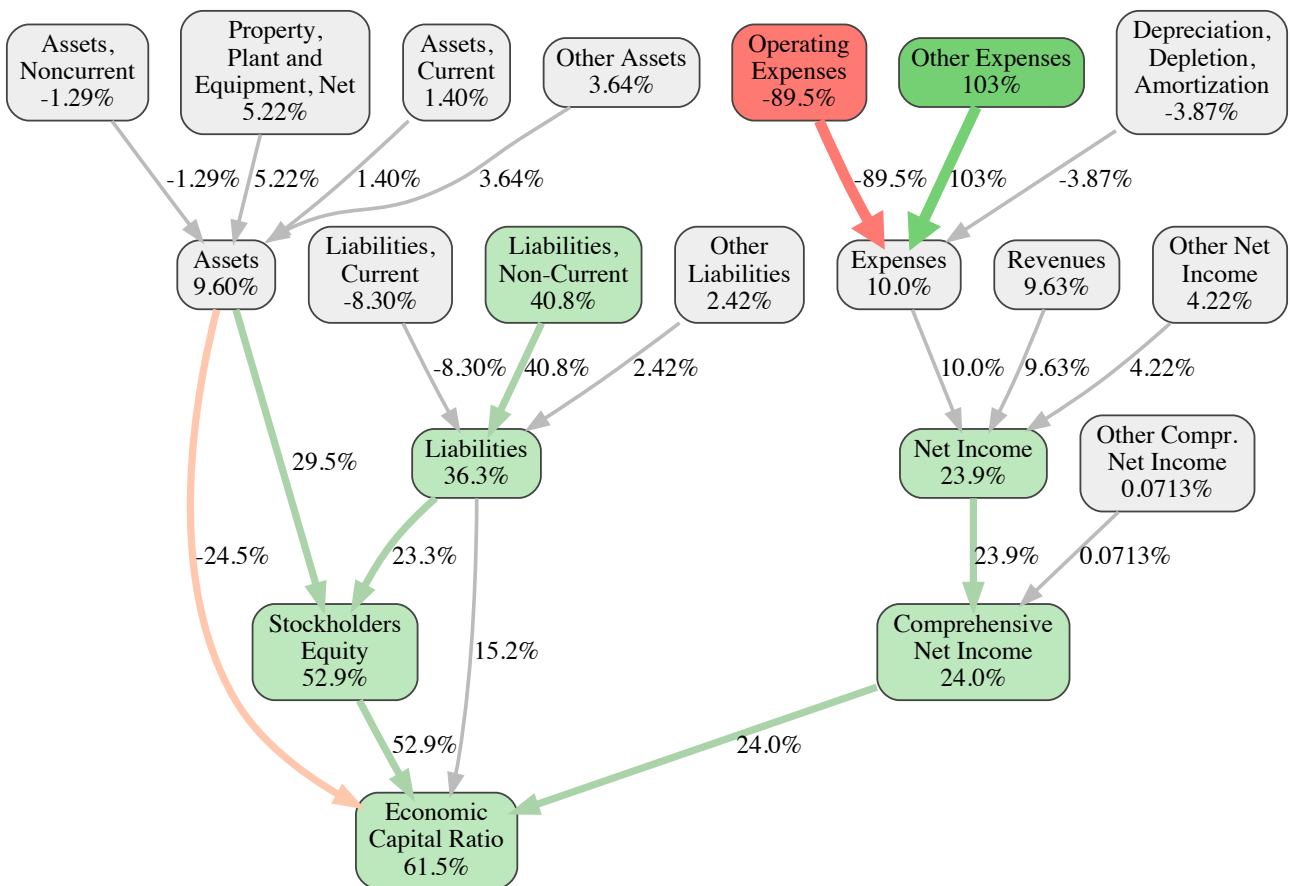 Assets,
Noncurrent
-1.29%
Property,
Plant and
Equipment, Net
5.22%
Assets,
Current
1.40%
Other Assets
3.64%
Operating
Expenses
-89.5%
Other Expenses
103%
Depreciation,
Depletion,
Amortization
-3.87%
-1.29%
5.22%
1.40%
3.64%
-89.5%
103%
-3.87%
Assets
9.60%
Liabilities,
Current
-8.30%
Liabilities,
Non-Current
40.8%
Other
Liabilities
2.42%
Expenses
10.0%
Revenues
9.63%
Other Net
Income
4.22%
-8.30%
40.8%
2.42%
10.0%
9.63%
4.22%
29.5%
Liabilities
36.3%
Net Income
23.9%
Other Compr.
Net Income
0.0713%
-24.5%
23.3%
23.9%
0.0713%
Stockholders
Equity
52.9%
15.2%
Comprehensive
Net Income
24.0%
52.9%
24.0%
Economic
Capital Ratio
61.5%